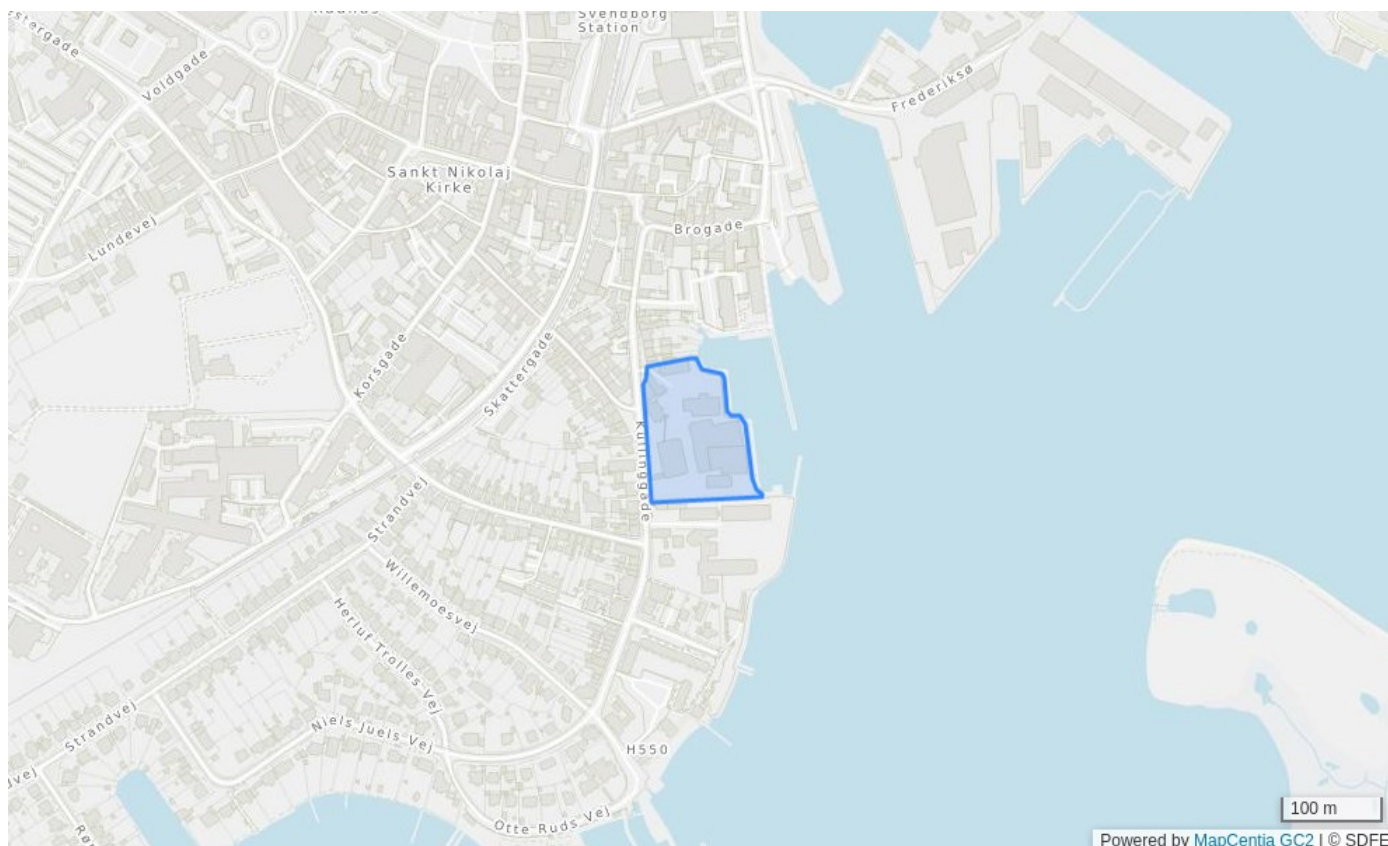 Svendborg
Station
Voldgade
Frederiksø
Sankt Nikolaj
Kirke
Lundevej
Brogade
Korsgade
Skattergade
Kullinggade
Strandvej
Willemoesvej
Herluf Trolles Vej
Strandvej
Niels Juels Vej
H550
Otte Ruds Vej
100 m
Powered by MapCentia GC2 | © SDFE